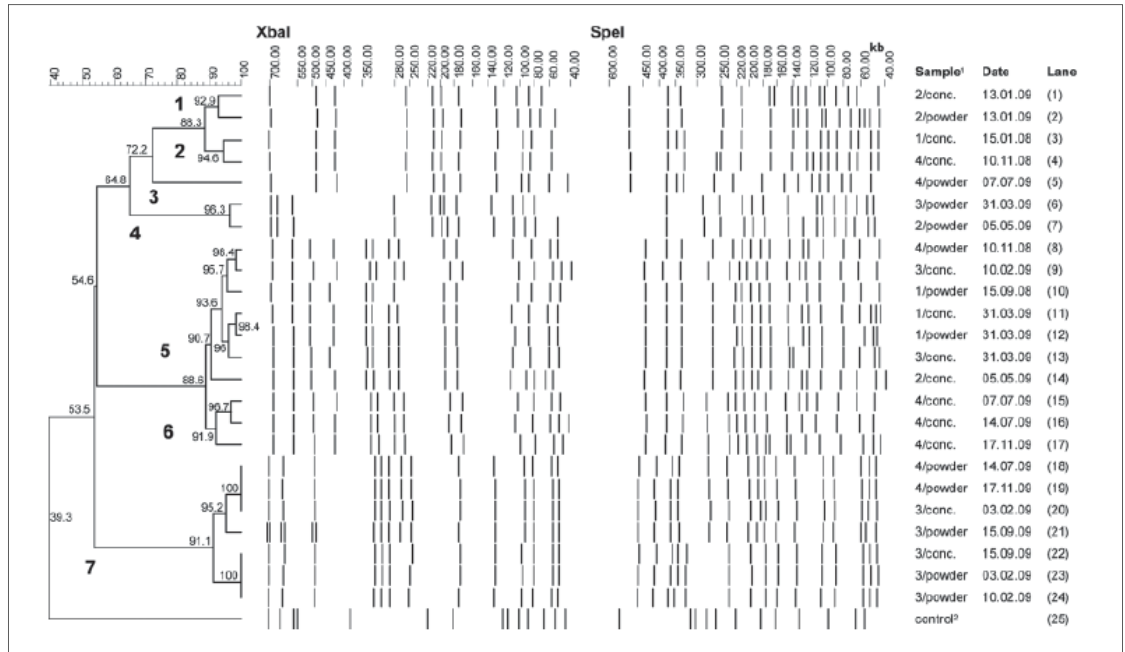 XbaI SpeI
kb
700.00 600.00 500.00 450.00 400.00 350.00 280.00 260.00 220.00 200.00 180.00 140.00 120.00 100.00 80.00 60.00 40.00
600.00 450.00 400.00 350.00 300.00 260.00 220.00 200.00 180.00 160.00 140.00 120.00 100.00 80.00 60.00 40.00
40 50 60 70 80 90 100
Sample¹ Date Lane
1 92.9 2/conc. 13.01.09 (1)
88.3 2/powder 13.01.09 (2)
72.2 2 1/conc. 15.01.08 (3)
94.6 4/conc. 10.11.08 (4)
64.8 4/powder 07.07.09 (5)
3 96.3 3/powder 31.03.09 (6)
4 2/powder 05.05.09 (7)
98.4 4/powder 10.11.08 (8)
54.6 95.7 3/conc. 10.02.09 (9)
93.6 1/powder 15.09.08 (10)
98.4 1/conc. 31.03.09 (11)
90.7 96 1/powder 31.03.09 (12)
5 3/conc. 31.03.09 (13)
88.6 2/conc. 05.05.09 (14)
96.7 4/conc. 07.07.09 (15)
53.5 4/conc. 14.07.09 (16)
6 91.9 4/conc. 17.11.09 (17)
4/powder 14.07.09 (18)
100 4/powder 17.11.09 (19)
95.2 3/conc. 03.02.09 (20)
39.3 3/powder 15.09.09 (21)
91.1 3/conc. 15.09.09 (22)
7 100 3/powder 03.02.09 (23)
3/powder 10.02.09 (24)
control² (25)